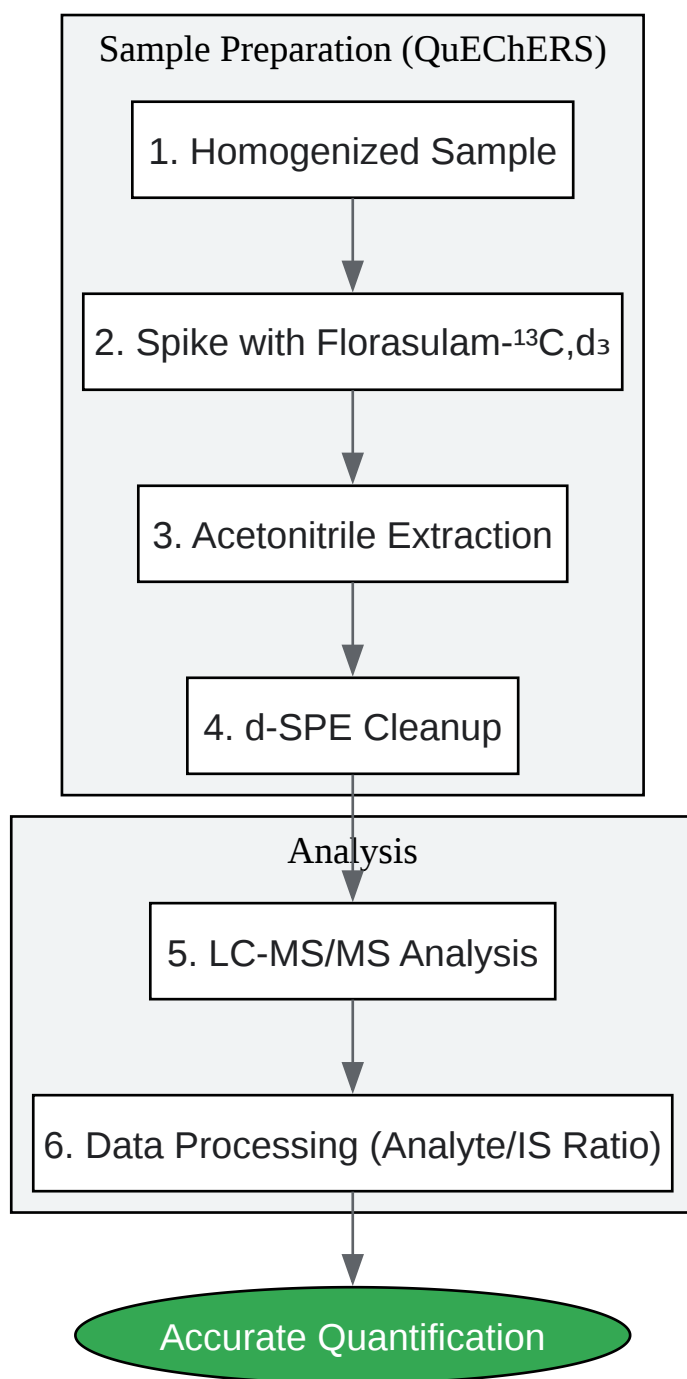 Sample Preparation (QuEChERS)
1. Homogenized Sample
2. Spike with Florasulam-¹³C,d₃
3. Acetonitrile Extraction
4. d-SPE Cleanup
Analysis
5. LC-MS/MS Analysis
6. Data Processing (Analyte/IS Ratio)
Accurate Quantification